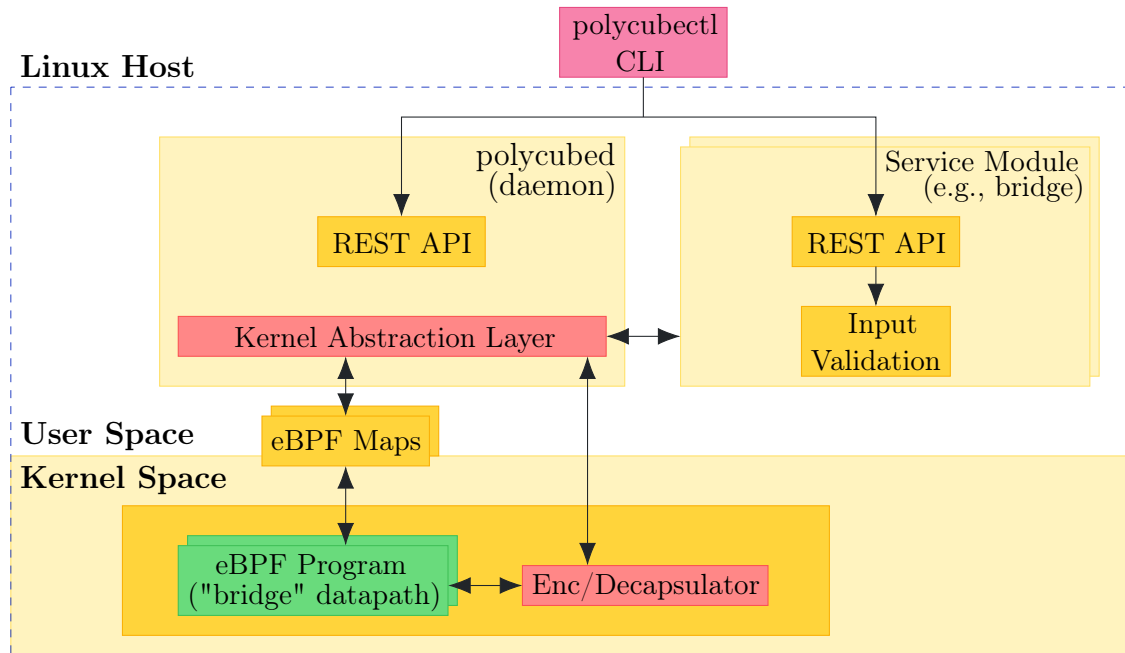 polycubectl
CLI
Linux Host
polycubed
(daemon)
Service Module
(e.g., bridge)
REST API
REST API
Kernel Abstraction Layer
Input
Validation
User Space
eBPF Maps
Kernel Space
eBPF Program
("bridge" datapath)
Enc/Decapsulator